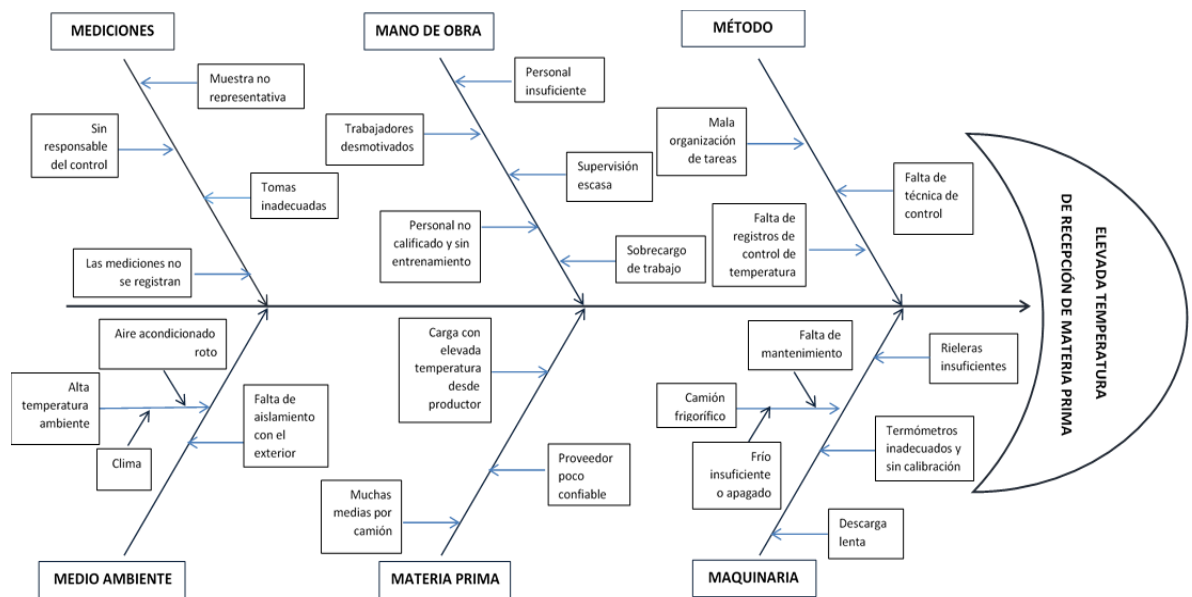 MEDICIONES
MANO DE OBRA
MÉTODO
Muestra no
representativa
Sin
responsable
del control
Tomas
inadecuadas
Las mediciones no
se registran
Personal
insuficiente
Trabajadores
desmotivados
Supervisión
escasa
Personal no
calificado y sin
entrenamiento
Sobrecargo
de trabajo
Mala
organización
de tareas
Falta de
técnica de
control
Falta de
registros de
control de
temperatura
ELEVADA TEMPERATURA
DE RECEPCIÓN DE MATERIA PRIMA
Aire acondicionado
roto
Alta
temperatura
ambiente
Clima
Falta de
aislamiento
con el
exterior
Carga con
elevada
temperatura
desde
productor
Proveedor
poco
confiable
Muchas
medias por
camión
Falta de
mantenimiento
Rieleras
insuficientes
Camión
frigorífico
Frío
insuficiente
o apagado
Termómetros
inadecuados y
sin calibración
Descarga
lenta
MEDIO AMBIENTE
MATERIA PRIMA
MAQUINARIA